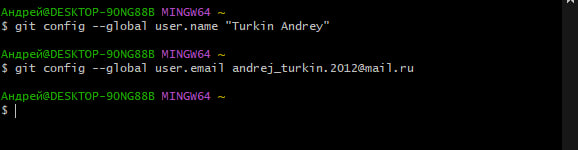 Андрей@DESKTOP-9ONG88B MINGW64 ~
$ git config --global user.name "Turkin Andrey"
Андрей@DESKTOP-9ONG88B MINGW64 ~
$ git config --global user.email andrej_turkin.2012@mail.ru
Андрей@DESKTOP-9ONG88B MINGW64 ~
$